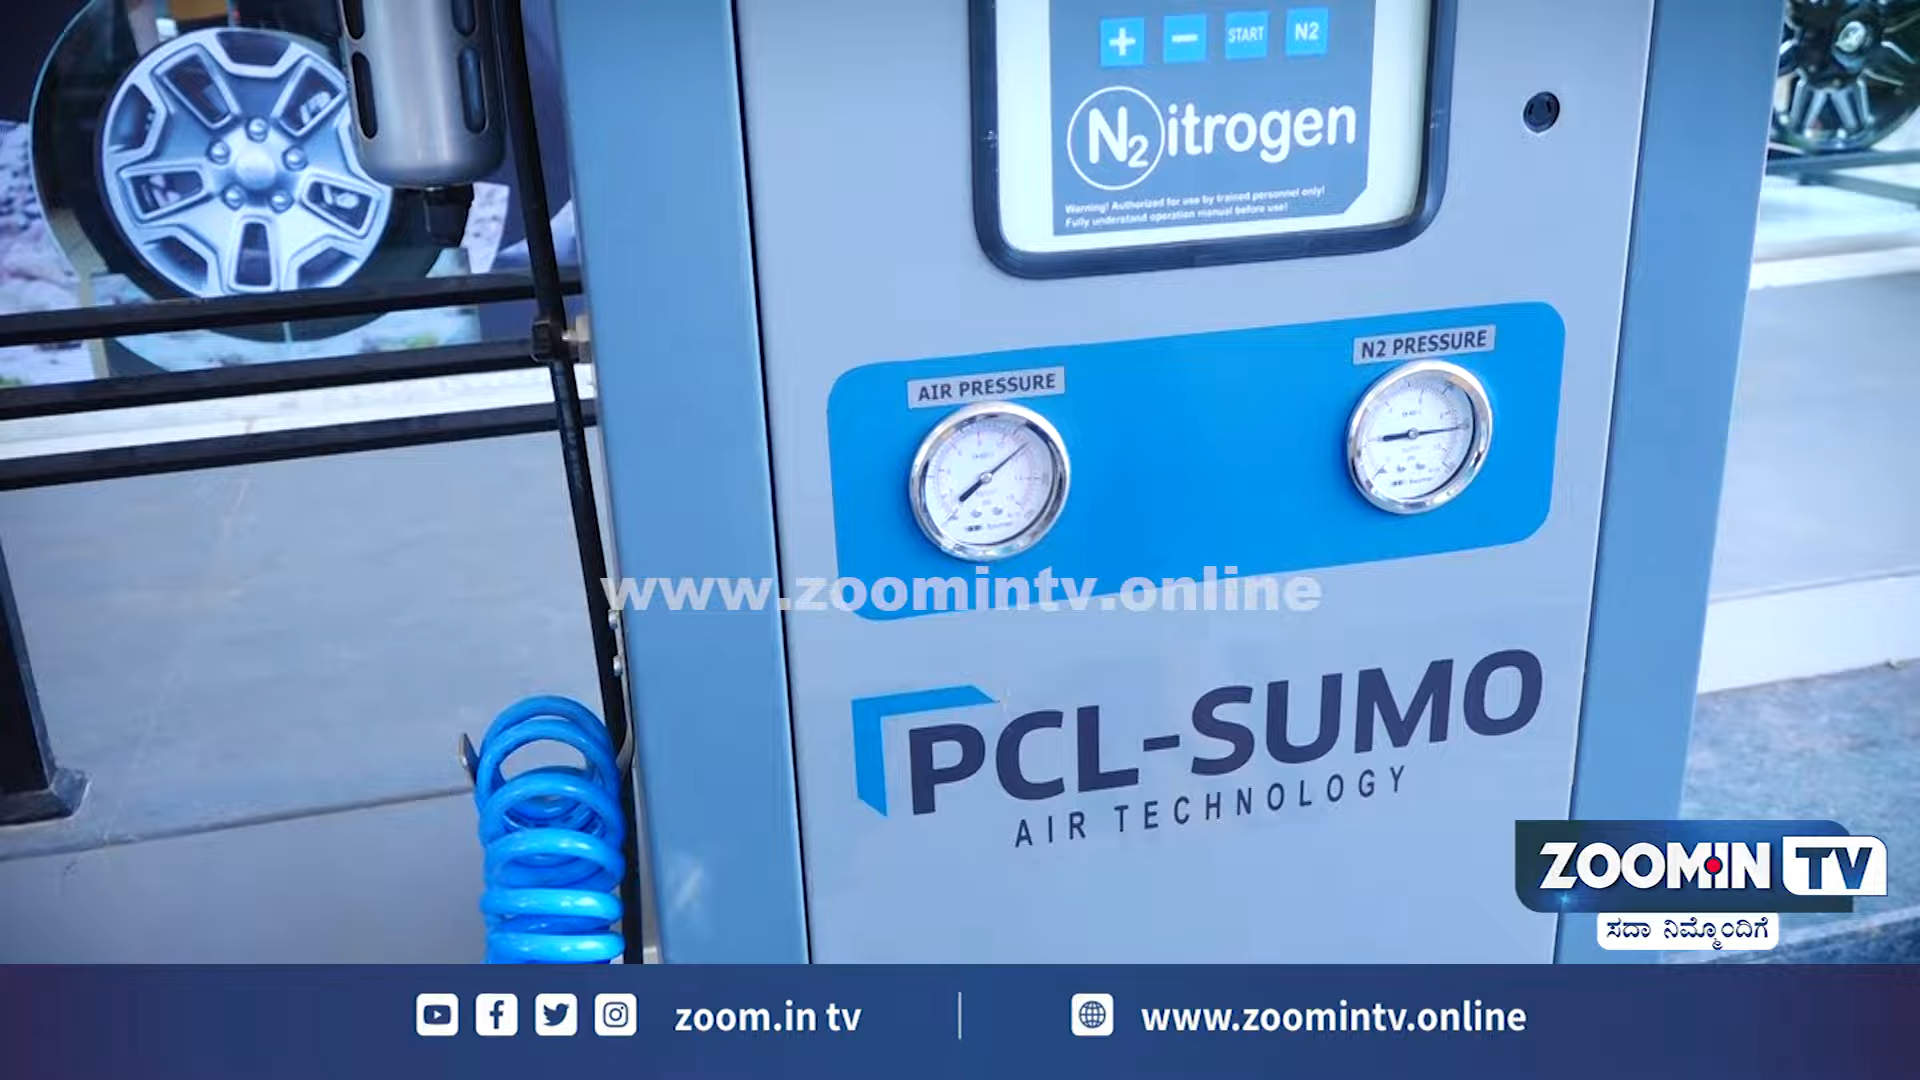 + − START N2
N2itrogen
Warning! Authorized for use by trained personnel only!
Fully understand operation manual before use!
AIR PRESSURE
N2 PRESSURE
www.zoomintv.online
PCL-SUMO
AIR TECHNOLOGY
ZOOMIN TV
ಸದಾ ನಿಮ್ಮೊಂದಿಗೆ
zoom.in tv
www.zoomintv.online